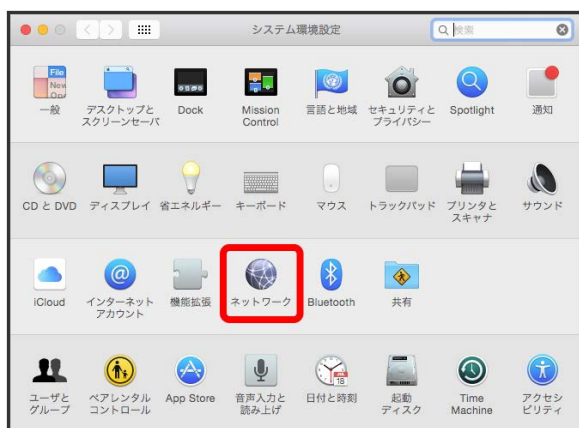 システム環境設定
検索
File
New
Ope
一般
デスクトップと
スクリーンセーバ
Dock
Mission
Control
言語と地域
セキュリティと
プライバシー
Spotlight
通知
CD と DVD
ディスプレイ
省エネルギー
キーボード
マウス
トラックパッド
プリンタと
スキャナ
サウンド
iCloud
@
インターネット
アカウント
機能拡張
ネットワーク
Bluetooth
共有
ユーザと
グループ
ペアレンタル
コントロール
App Store
音声入力と
読み上げ
18
日付と時刻
起動
ディスク
Time
Machine
アクセシ
ビリティ